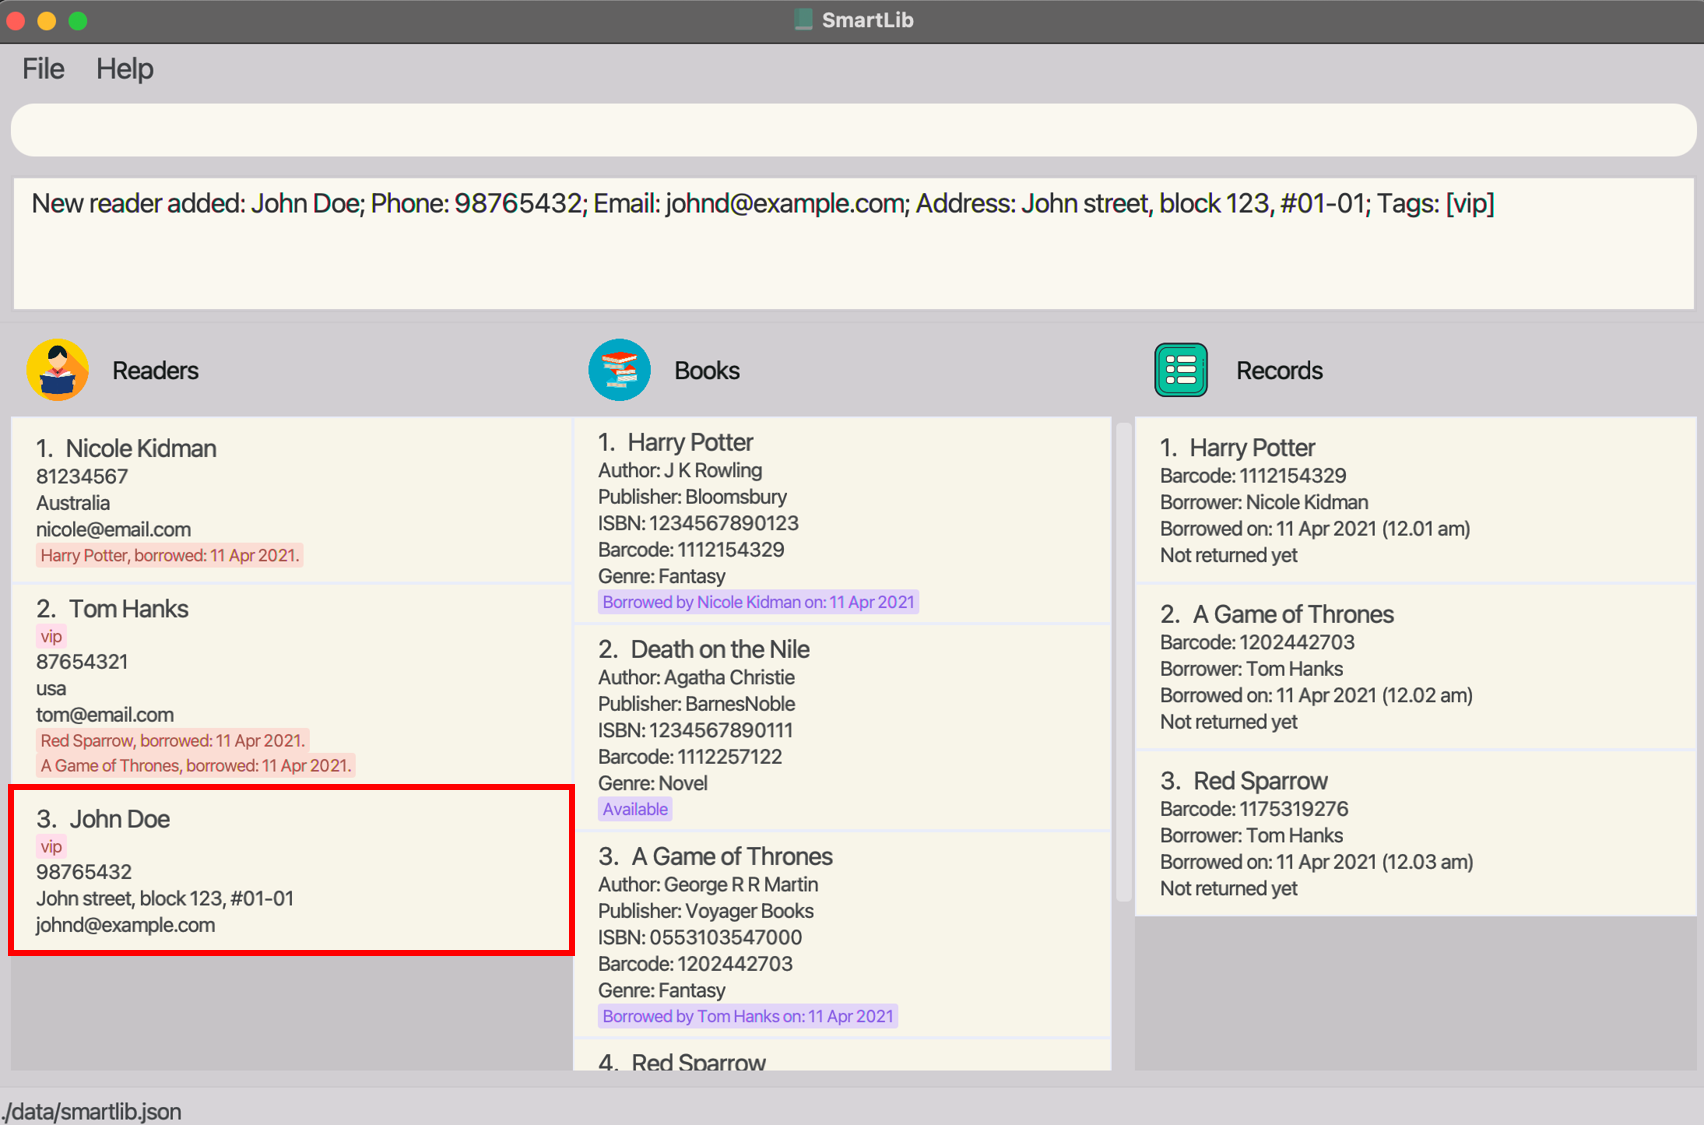 SmartLib
File Help
New reader added: John Doe; Phone: 98765432; Email: johnd@example.com; Address: John street, block 123, #01-01; Tags: [vip]
Readers
1. Nicole Kidman
81234567
Australia
nicole@email.com
Harry Potter, borrowed: 11 Apr 2021.
2. Tom Hanks
vip
87654321
usa
tom@email.com
Red Sparrow, borrowed: 11 Apr 2021.
A Game of Thrones, borrowed: 11 Apr 2021.
3. John Doe
vip
98765432
John street, block 123, #01-01
johnd@example.com
Books
1. Harry Potter
Author: J K Rowling
Publisher: Bloomsbury
ISBN: 1234567890123
Barcode: 1112154329
Genre: Fantasy
Borrowed by Nicole Kidman on: 11 Apr 2021
2. Death on the Nile
Author: Agatha Christie
Publisher: BarnesNoble
ISBN: 1234567890111
Barcode: 1112257122
Genre: Novel
Available
3. A Game of Thrones
Author: George R R Martin
Publisher: Voyager Books
ISBN: 0553103547000
Barcode: 1202442703
Genre: Fantasy
Borrowed by Tom Hanks on: 11 Apr 2021
4. Red Sparrow
Records
1. Harry Potter
Barcode: 1112154329
Borrower: Nicole Kidman
Borrowed on: 11 Apr 2021 (12.01 am)
Not returned yet
2. A Game of Thrones
Barcode: 1202442703
Borrower: Tom Hanks
Borrowed on: 11 Apr 2021 (12.02 am)
Not returned yet
3. Red Sparrow
Barcode: 1175319276
Borrower: Tom Hanks
Borrowed on: 11 Apr 2021 (12.03 am)
Not returned yet
./data/smartlib.json